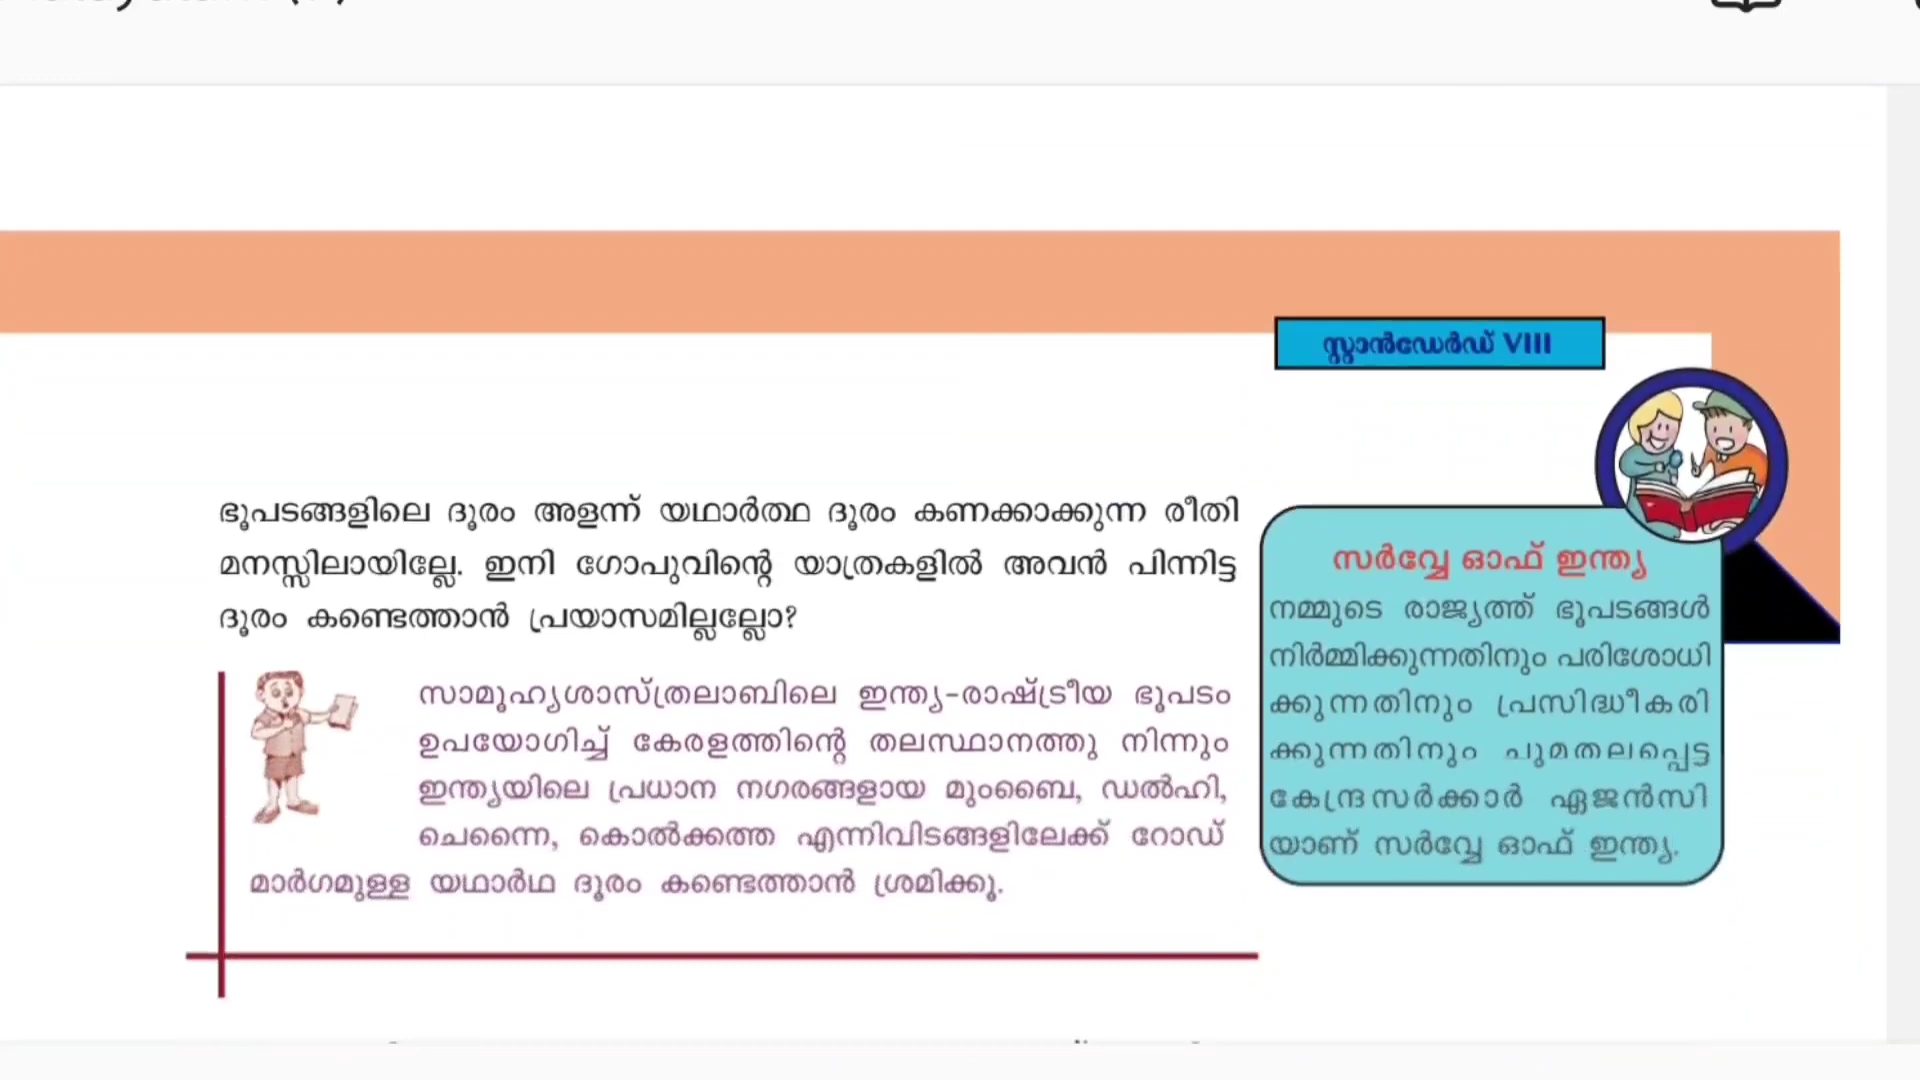 സ്റ്റാൻഡേർഡ് VIII
ഭൂപടങ്ങളിലെ ദൂരം അളന്ന് യഥാർത്ഥ ദൂരം കണക്കാക്കുന്ന രീതി
മനസ്സിലായില്ലേ. ഇനി ഗോപുവിന്റെ യാത്രകളിൽ അവൻ പിന്നിട്ട
ദൂരം കണ്ടെത്താൻ പ്രയാസമില്ലല്ലോ?
സാമൂഹ്യശാസ്ത്രലാബിലെ ഇന്ത്യ-രാഷ്ട്രീയ ഭൂപടം
ഉപയോഗിച്ച് കേരളത്തിന്റെ തലസ്ഥാനത്തു നിന്നും
ഇന്ത്യയിലെ പ്രധാന നഗരങ്ങളായ മുംബൈ, ഡൽഹി,
ചെന്നൈ, കൊൽക്കത്ത എന്നിവിടങ്ങളിലേക്ക് റോഡ്
മാർഗമുള്ള യഥാർഥ ദൂരം കണ്ടെത്താൻ ശ്രമിക്കൂ.
സർവ്വേ ഓഫ് ഇന്ത്യ
നമ്മുടെ രാജ്യത്ത് ഭൂപടങ്ങൾ
നിർമ്മിക്കുന്നതിനും പരിശോധി
ക്കുന്നതിനും പ്രസിദ്ധീകരി
ക്കുന്നതിനും ചുമതലപ്പെട്ട
കേന്ദ്രസർക്കാർ ഏജൻസി
യാണ് സർവ്വേ ഓഫ് ഇന്ത്യ.